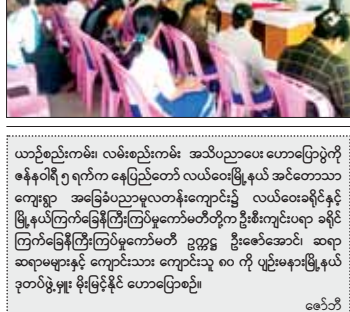 ယာဉ်စည်းကမ်း၊ လမ်းစည်းကမ်း အသိပညာပေး ဟောပြောပွဲကို
ဇန်နဝါရီ ၅ ရက်က နေပြည်တော် လယ်ဝေးမြို့နယ် အင်တောသာ
ကျေးရွာ အခြေခံပညာမူလတန်းကျောင်း၌ လယ်ဝေးခရိုင်နှင့်
မြို့နယ်ကြက်ခြေနီကြီးကြပ်မှုကော်မတီတို့က ဦးစီးကျင်းပရာ ခရိုင်
ကြက်ခြေနီကြီးကြပ်မှုကော်မတီ ဥက္ကဋ္ဌ ဦးဇော်အောင်၊ ဆရာ
ဆရာမများနှင့် ကျောင်းသား ကျောင်းသူ ၈၀ ကို ပျဉ်းမနားမြို့နယ်
ဒုတပ်ဖွဲ့မှူး မိုးမြင့်နိုင် ဟောပြောစဉ်။
ဇော်ဘီ